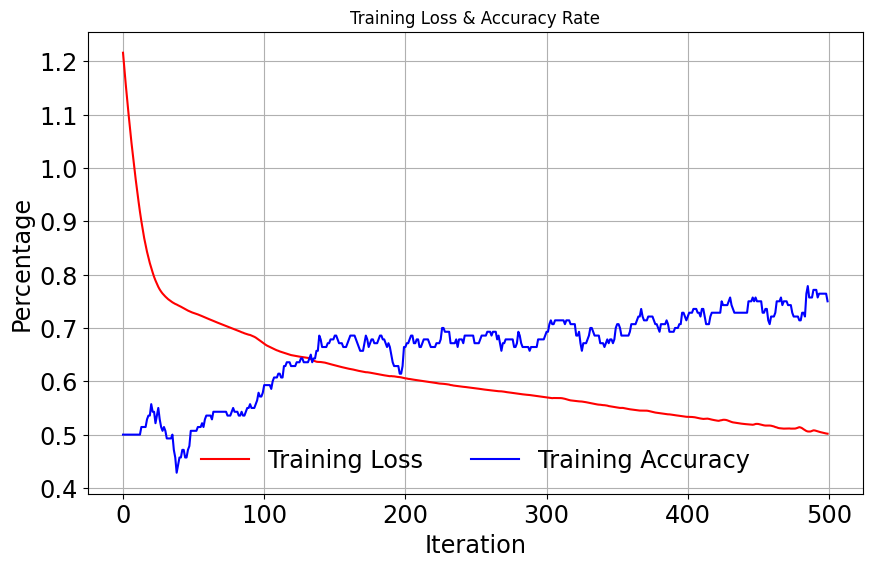 Training Loss & Accuracy Rate
Percentage
1.2
1.1
1.0
0.9
0.8
0.7
0.6
0.5
0.4
Training Loss
Training Accuracy
0 100 200 300 400 500
Iteration